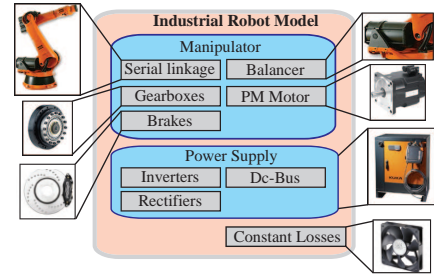 Industrial Robot Model
Manipulator
Serial linkage
Balancer
Gearboxes
PM Motor
Brakes
Power Supply
Inverters
Dc-Bus
Rectifiers
Constant Losses